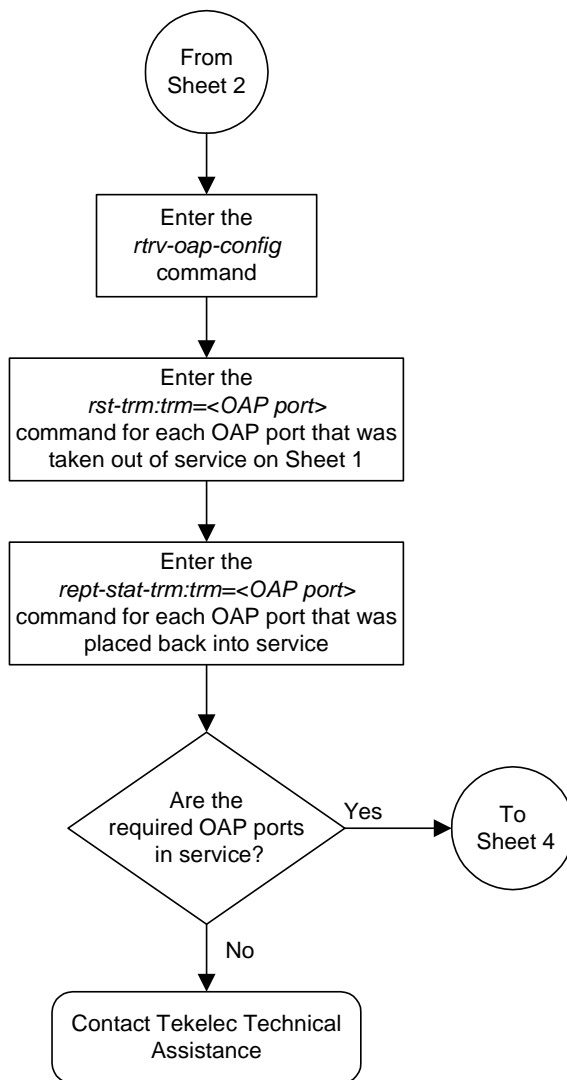 From
Sheet 2
Enter the
rtrv-oap-config
command
Enter the
rst-trm:trm=<OAP port>
command for each OAP port that was
taken out of service on Sheet 1
Enter the
rept-stat-trm:trm=<OAP port>
command for each OAP port that was
placed back into service
Are the
required OAP ports
in service?
Yes
To
Sheet 4
No
Contact Tekelec Technical
Assistance